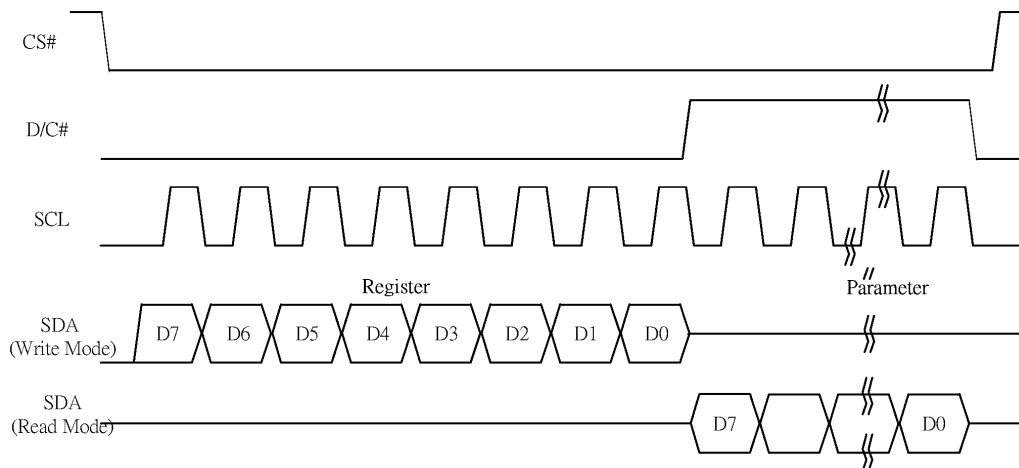 CS#
D/C#
SCL
Register
Parameter
SDA
(Write Mode)
D7 D6 D5 D4 D3 D2 D1 D0
SDA
(Read Mode)
D7 D0